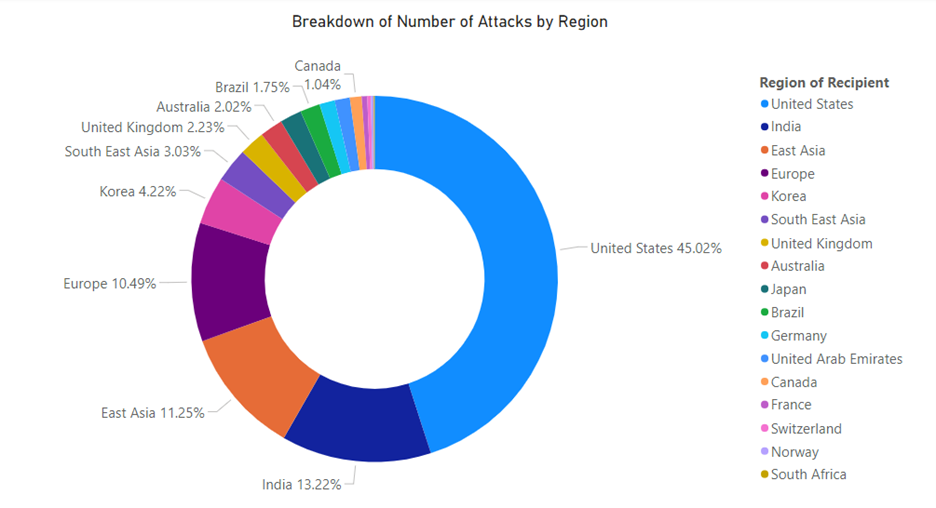 Breakdown of Number of Attacks by Region
Canada
1.04%
Brazil 1.75%
Australia 2.02%
United Kingdom 2.23%
South East Asia 3.03%
Korea 4.22%
Europe 10.49%
East Asia 11.25%
India 13.22%
United States 45.02%
Region of Recipient
United States
India
East Asia
Europe
Korea
South East Asia
United Kingdom
Australia
Japan
Brazil
Germany
United Arab Emirates
Canada
France
Switzerland
Norway
South Africa